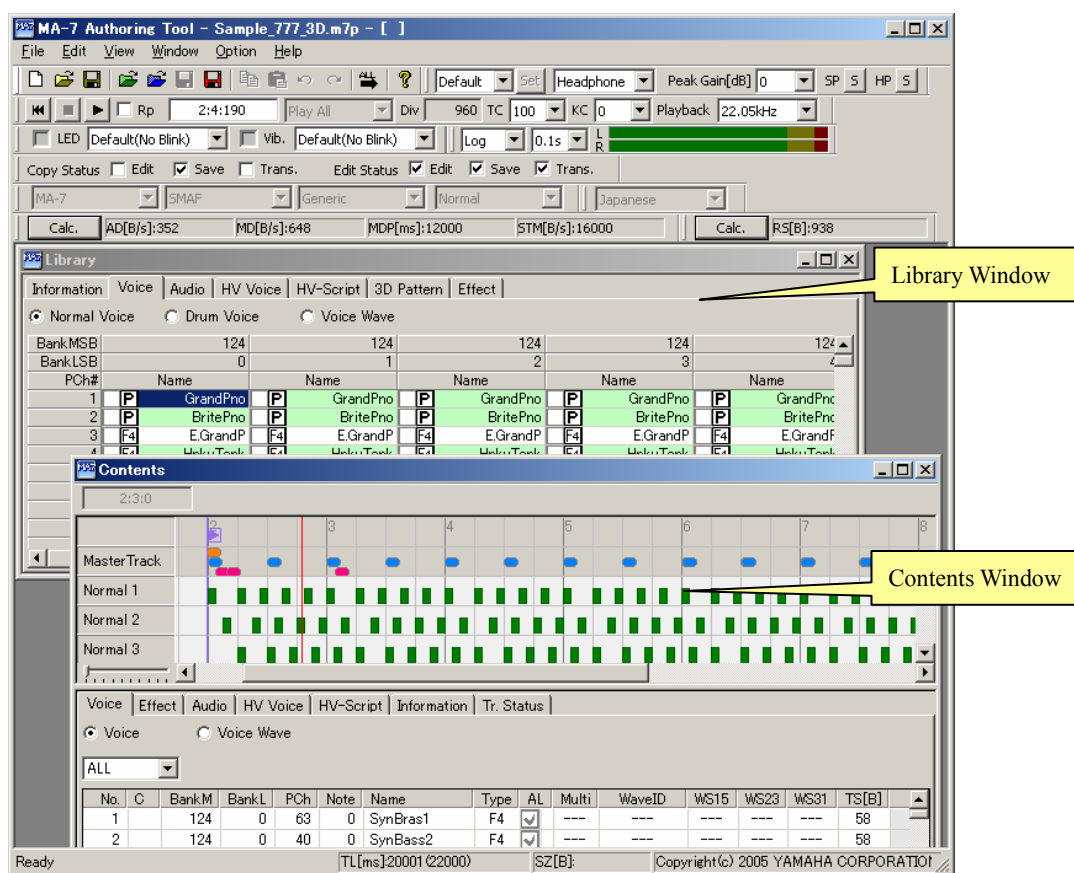 MA-7 Authoring Tool - Sample_777_3D.m7p - [ ]
File Edit View Window Option Help
Default Set Headphone Peak Gain[dB] 0 SP S HP S
Rp 2:4:190 Play All Div 960 TC 100 KC 0 Playback 22.05kHz
LED Default(No Blink) Vib. Default(No Blink) Log 0.1s L R
Copy Status Edit Save Trans. Edit Status Edit Save Trans.
MA-7 SMAF Generic Normal Japanese
Calc. AD[B/s]:352 MD[B/s]:648 MDP[ms]:12000 STM[B/s]:16000 Calc. RS[B]:938
Library
Library Window
Information Voice Audio HV Voice HV-Script 3D Pattern Effect
Normal Voice Drum Voice Voice Wave
BankMSB 124 124 124 124 124
BankLSB 0 1 2 3 4
PCh# Name Name Name Name Name
1 P GrandPno P GrandPno P GrandPno P GrandPno P GrandPno
2 P BritePno P BritePno P BritePno P BritePno P BritePno
3 F4 E.GrandP F4 E.GrandP F4 E.GrandP F4 E.GrandP F4 E.GrandP
4 F4 HnkyTonk F4 HnkyTonk F4 HnkyTonk F4 HnkyTonk F4 HnkyTonk
Contents
2:3:0
2 3 4 5 6 7 8
MasterTrack
Contents Window
Normal 1
Normal 2
Normal 3
Voice Effect Audio HV Voice HV-Script Information Tr. Status
Voice Voice Wave
ALL
No. C BankM BankL PCh Note Name Type AL Multi WaveID WS15 WS23 WS31 TS[B]
1 124 0 63 0 SynBras1 F4 --- --- --- --- --- 58
2 124 0 40 0 SynBass2 F4 --- --- --- --- --- 58
Ready TL[ms]:20001 (22000) SZ[B]: Copyright(c) 2005 YAMAHA CORPORATION